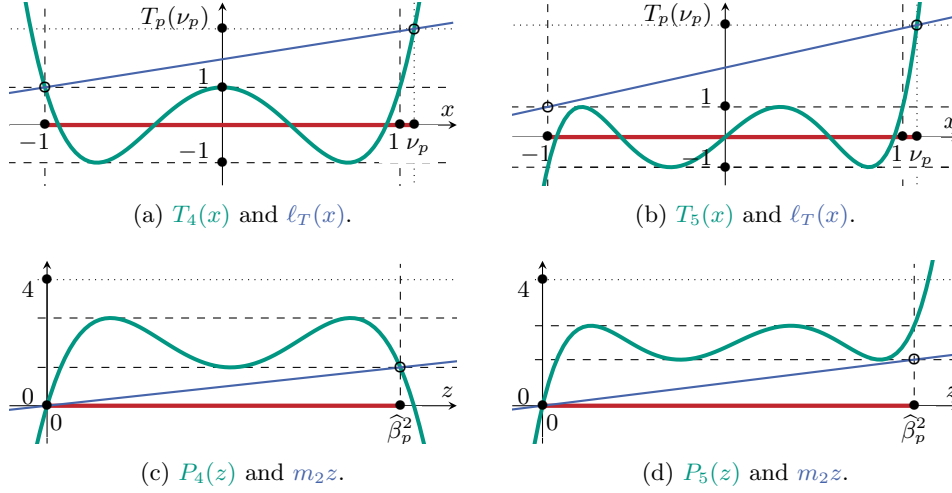 T_p(ν_p)
1
x
−1
1
ν_p
−1
(a) T_4(x) and ℓ_T(x).
T_p(ν_p)
1
x
−1
1
ν_p
−1
(b) T_5(x) and ℓ_T(x).
4
0
z
0
β̂_p^2
(c) P_4(z) and m_2z.
4
0
z
0
β̂_p^2
(d) P_5(z) and m_2z.